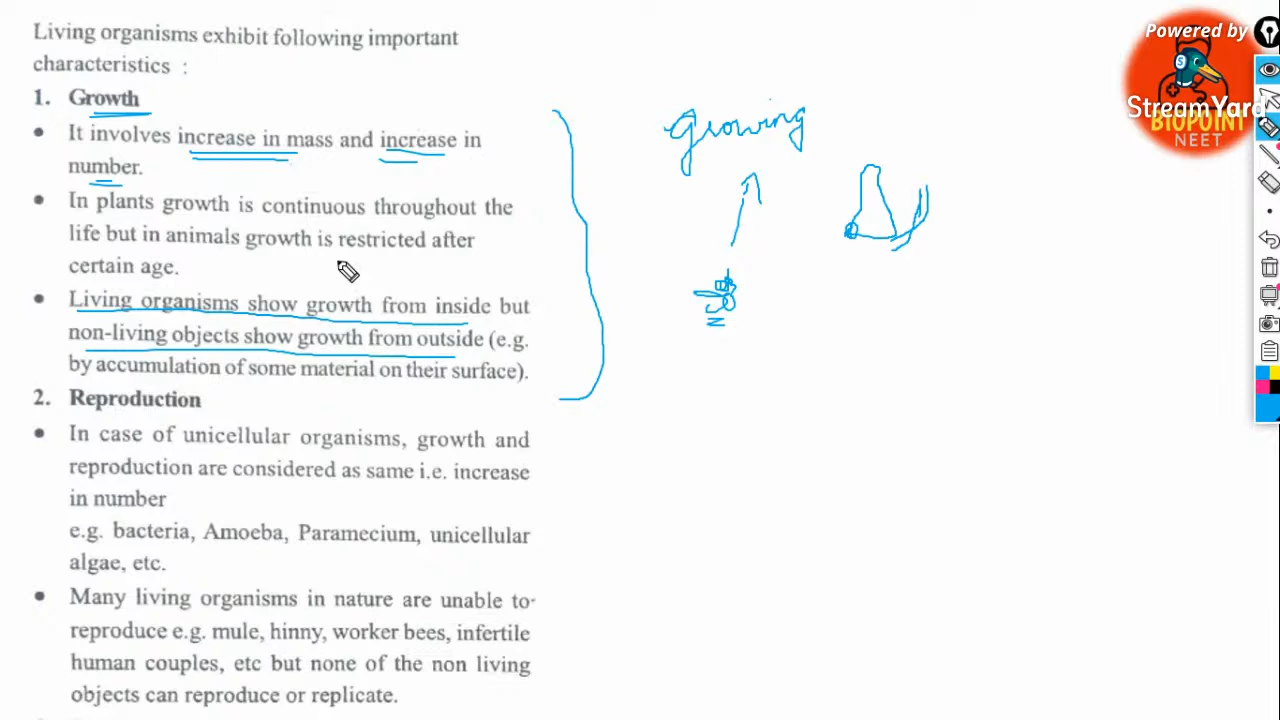 Living organisms exhibit following important
characteristics :
1. Growth
• It involves increase in mass and increase in
number.
• In plants growth is continuous throughout the
life but in animals growth is restricted after
certain age.
• Living organisms show growth from inside but
non-living objects show growth from outside (e.g.
by accumulation of some material on their surface).
2. Reproduction
• In case of unicellular organisms, growth and
reproduction are considered as same i.e. increase
in number
e.g. bacteria, Amoeba, Paramecium, unicellular
algae, etc.
• Many living organisms in nature are unable to
reproduce e.g. mule, hinny, worker bees, infertile
human couples, etc but none of the non living
objects can reproduce or replicate.
growing
Powered by
StreamYard
BIOPOINT
NEET